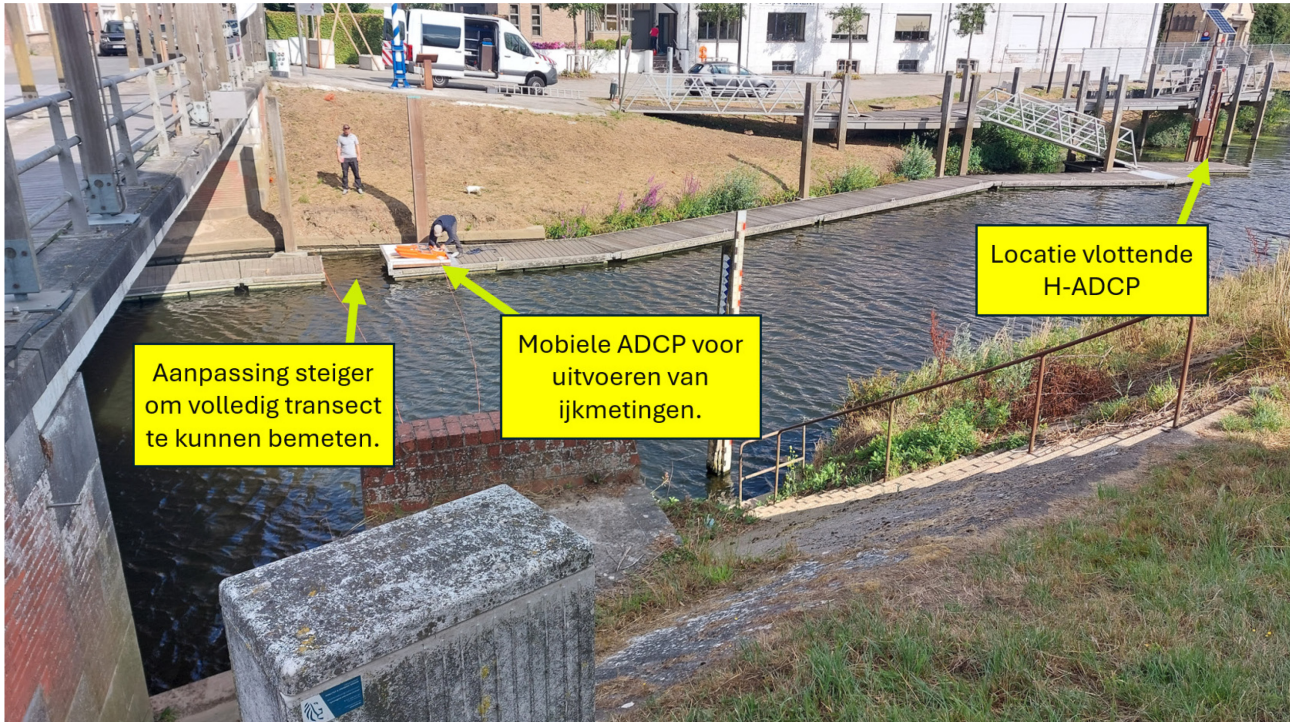 Locatie vlottende
H-ADCP
Mobiele ADCP voor
uitvoeren van
ijkmetingen.
Aanpassing steiger
om volledig transect
te kunnen bemeten.